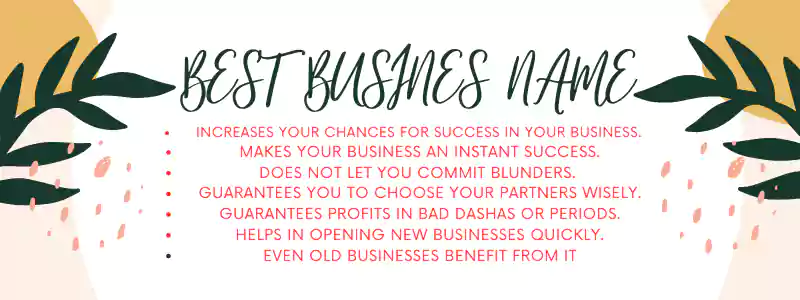 BEST BUSINES NAME
• INCREASES YOUR CHANCES FOR SUCCESS IN YOUR BUSINESS.
• MAKES YOUR BUSINESS AN INSTANT SUCCESS.
• DOES NOT LET YOU COMMIT BLUNDERS.
• GUARANTEES YOU TO CHOOSE YOUR PARTNERS WISELY.
• GUARANTEES PROFITS IN BAD DASHAS OR PERIODS.
• HELPS IN OPENING NEW BUSINESSES QUICKLY.
• EVEN OLD BUSINESSES BENEFIT FROM IT